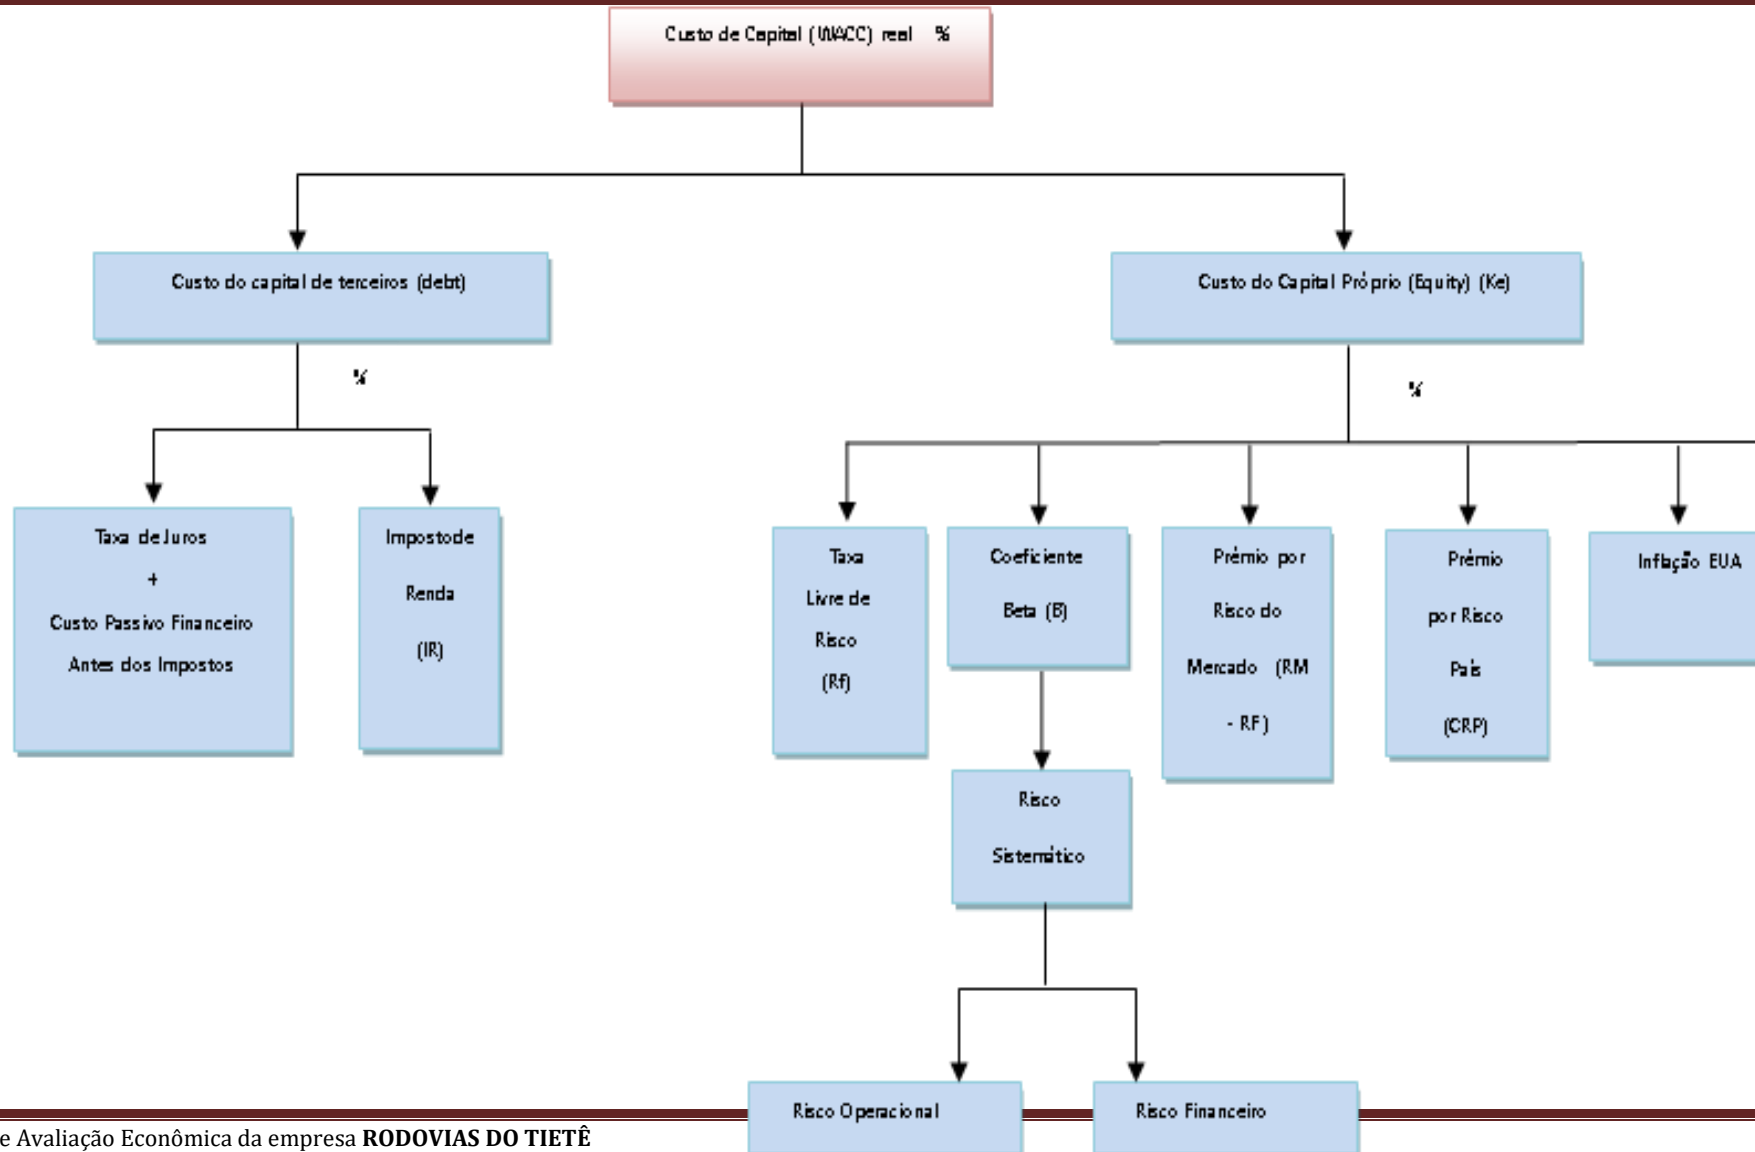 Custo de Capital (WACC) real %
Custo do capital de terceiros (debt)
Custo do Capital Próprio (Equity) (Ke)
%
%
Taxa de Juros
+
Custo Passivo Financeiro
Antes dos Impostos
Impostode
Renda
(IR)
Taxa
Livre de
Risco
(Rf)
Coeficiente
Beta (B)
Prêmio por
Risco do
Mercado (RM
- RF)
Prêmio
por Risco
País
(CRP)
Inflação EUA
Risco
Sistemático
Risco Operacional
Risco Financeiro
e Avaliação Econômica da empresa RODOVIAS DO TIETÊ